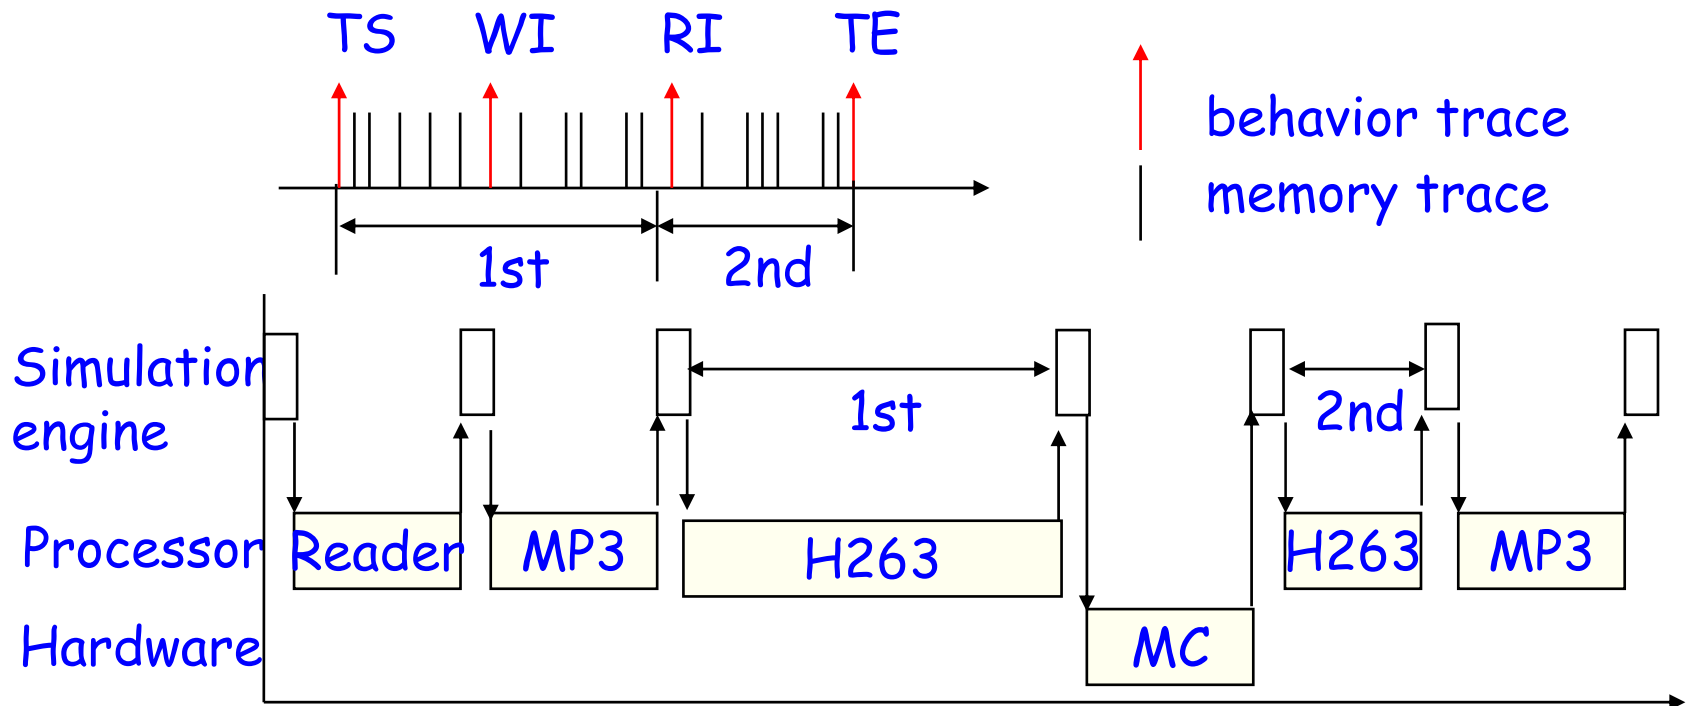 TS WI RI TE
behavior trace
memory trace
1st 2nd
Simulation
engine
1st 2nd
Processor Reader MP3 H263 H263 MP3
Hardware MC